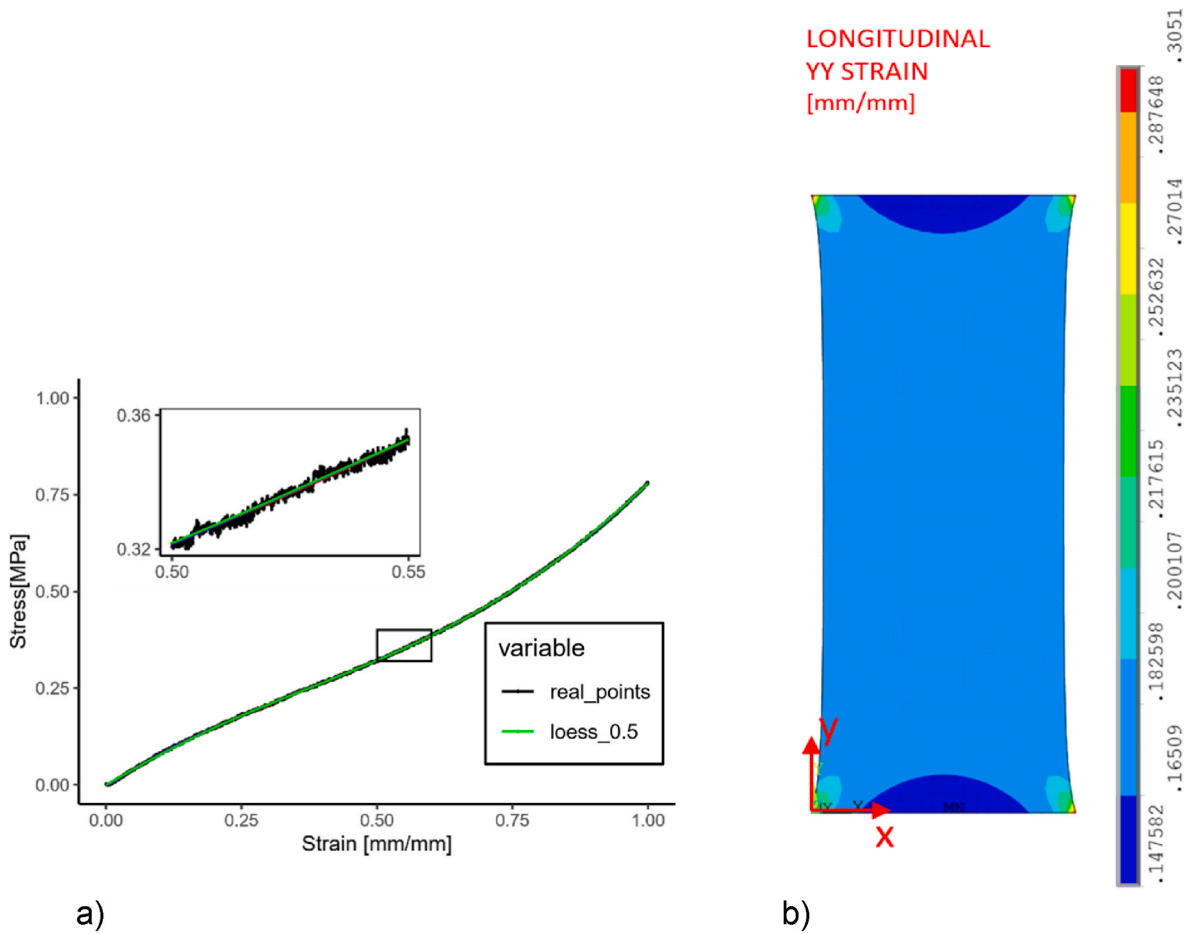 1.00
0.75
0.50
0.25
0.00
Stress[MPa]
0.36
0.32
0.50
0.55
variable
real_points
loess_0.5
0.00
0.25
0.50
0.75
1.00
Strain [mm/mm]
a)
LONGITUDINAL
YY STRAIN
[mm/mm]
y
x
Y
X
MN
.3051
.287648
.27014
.252632
.235123
.217615
.200107
.182598
.16509
.147582
b)